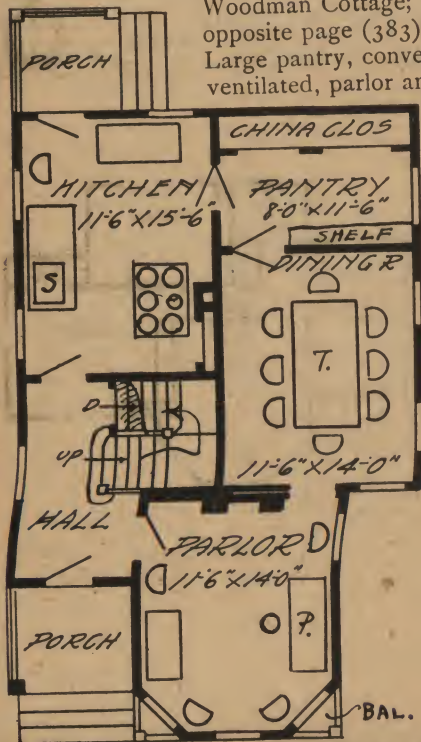 Woodman Cottage;
opposite page (383)
Large pantry, conve
ventilated, parlor an
PORCH
CHINA CLOS
KITCHEN
11'-6"X15'-6"
PANTRY
8'-0"X11'-6"
SHELF
DINING R
S
T.
D
UP
11'-6"X14'-0"
HALL
PARLOR
11'-6"X14'-0"
P.
PORCH
BAL.